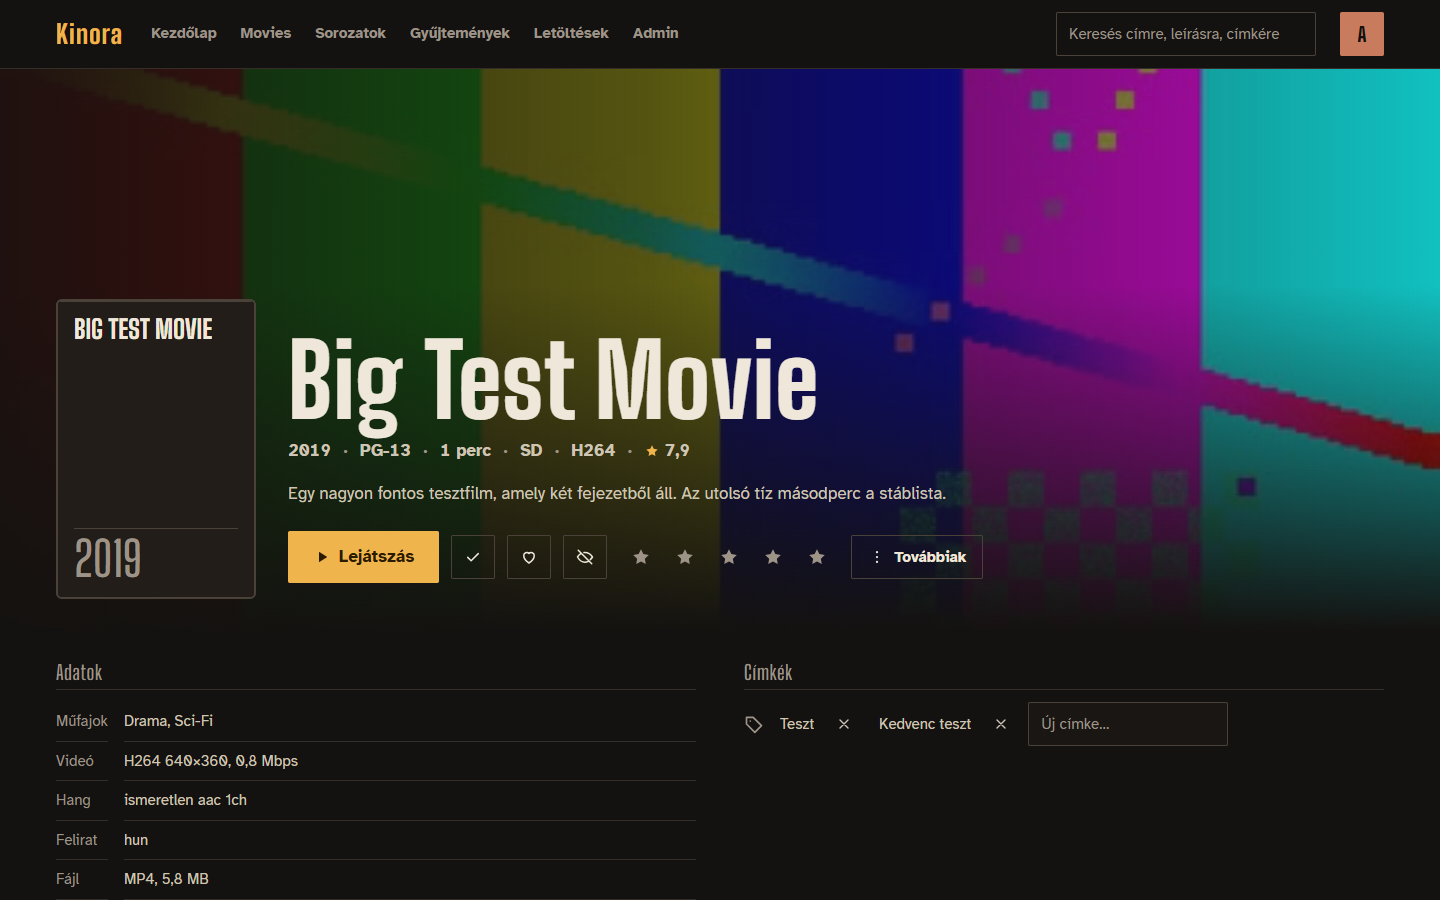 Kinora Kezdőlap Movies Sorozatok Gyűjtemények Letöltések Admin Keresés címre, leírásra, címkére A
BIG TEST MOVIE
2019
Big Test Movie
2019 · PG-13 · 1 perc · SD · H264 · ★ 7,9
Egy nagyon fontos tesztfilm, amely két fejezetből áll. Az utolsó tíz másodperc a stáblista.
Lejátszás Továbbiak
Adatok
Műfajok Drama, Sci-Fi
Videó H264 640×360, 0,8 Mbps
Hang ismeretlen aac 1ch
Felirat hun
Fájl MP4, 5,8 MB
Címkék
Teszt Kedvenc teszt Új címke...